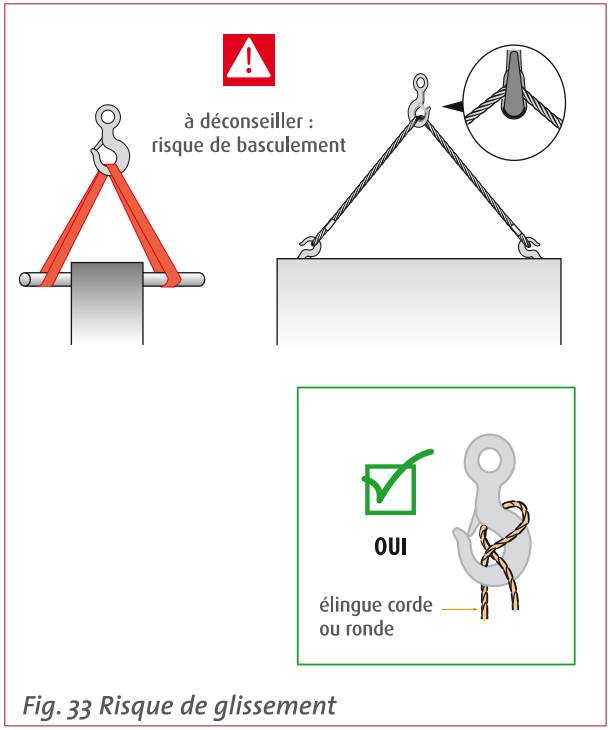 à déconseiller :
risque de basculement
OUI
élingue corde
ou ronde
Fig. 33 Risque de glissement